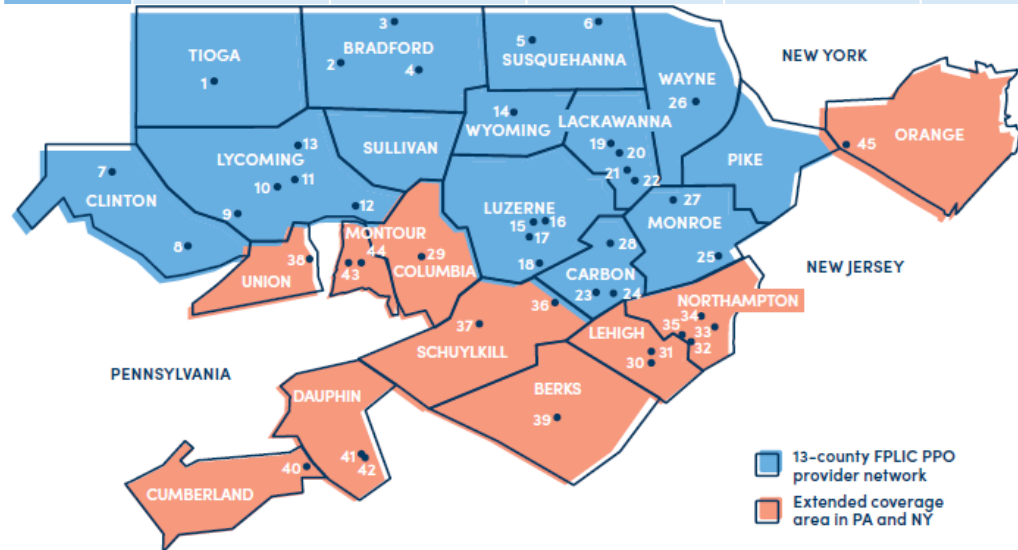 3
6
TIOGA
BRADFORD
5
SUSQUEHANNA
NEW YORK
1
2
4
WAYNE
26
14
WYOMING
LACKAWANNA
ORANGE
45
13
LYCOMING
SULLIVAN
19
20
PIKE
7
10
11
21
22
CLINTON
9
12
LUZERNE
15
16
17
27
MONROE
8
MONTOUR
28
38
44
29
18
CARBON
25
NEW JERSEY
UNION
43
COLUMBIA
23
24
NORTHAMPTON
36
34
37
LEHIGH
35
33
32
SCHUYLKILL
31
30
PENNSYLVANIA
DAUPHIN
BERKS
39
41
42
40
CUMBERLAND
13-county FPLIC PPO
provider network
Extended coverage
area in PA and NY